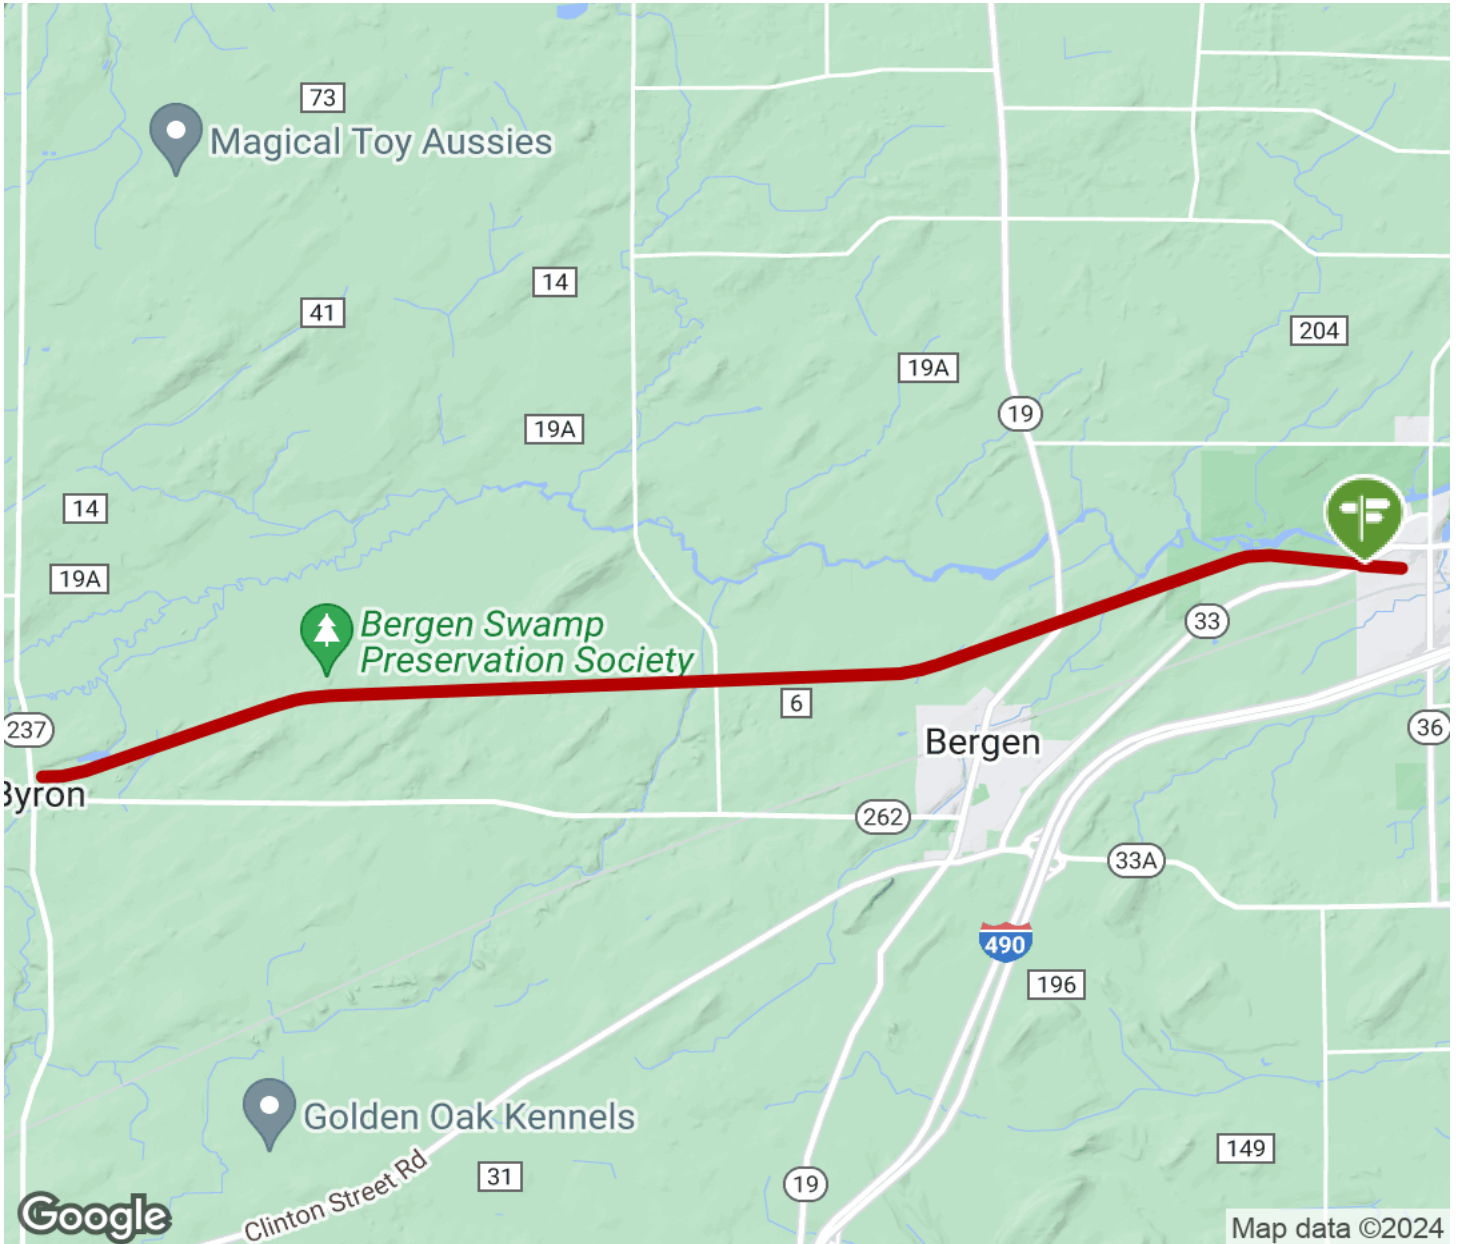 73
Magical Toy Aussies
14
41
204
19A
19
19A
14
19A
Bergen Swamp
Preservation Society
33
6
237
36
Bergen
Byron
262
33A
490
196
Golden Oak Kennels
149
31
19
Clinton Street Rd
Google
Map data ©2024